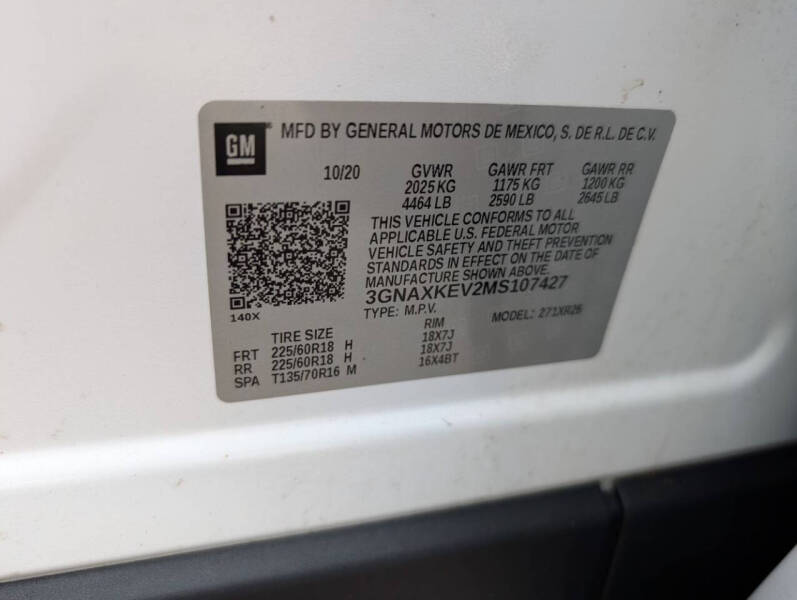 GM
MFD BY GENERAL MOTORS DE MEXICO, S. DE R.L. DE C.V.
10/20 GVWR GAWR FRT GAWR RR
2025 KG 1175 KG 1200 KG
4464 LB 2590 LB 2645 LB
THIS VEHICLE CONFORMS TO ALL
APPLICABLE U.S. FEDERAL MOTOR
VEHICLE SAFETY AND THEFT PREVENTION
STANDARDS IN EFFECT ON THE DATE OF
MANUFACTURE SHOWN ABOVE.
3GNAXKEV2MS107427
140X
TYPE: M.P.V. MODEL: 271XR26
TIRE SIZE RIM
FRT 225/60R18 H 18X7J
RR 225/60R18 H 18X7J
SPA T135/70R16 M 16X4BT